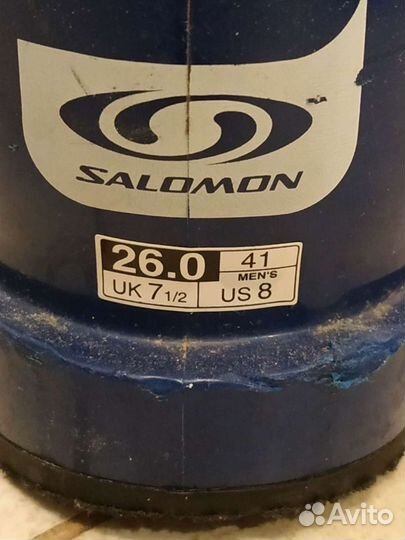 SALOMON
26.0 41
MEN'S
UK 7 1/2 US 8
Avito